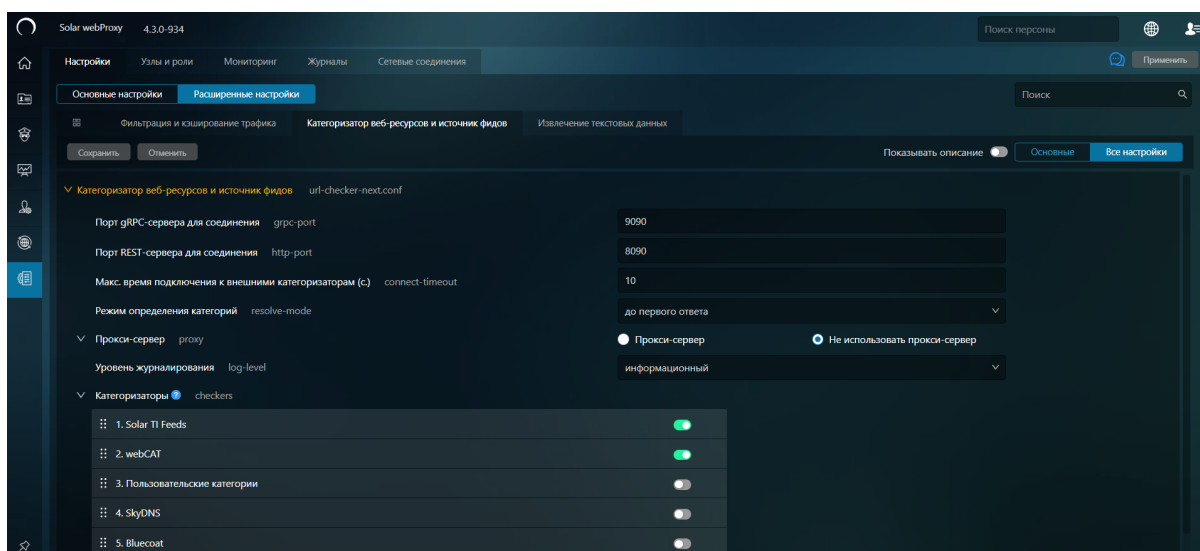 Solar webProxy 4.3.0-934 Поиск персоны
Настройки Узлы и роли Мониторинг Журналы Сетевые соединения Применить
Основные настройки Расширенные настройки Поиск
Фильтрация и кэширование трафика Категоризатор веб-ресурсов и источник фидов Извлечение текстовых данных
Сохранить Отменить Показывать описание Основные Все настройки
Категоризатор веб-ресурсов и источник фидов url-checker-next.conf
Порт gRPC-сервера для соединения grpc-port 9090
Порт REST-сервера для соединения http-port 8090
Макс. время подключения к внешними категоризаторам (с.) connect-timeout 10
Режим определения категорий resolve-mode до первого ответа
Прокси-сервер proxy Прокси-сервер Не использовать прокси-сервер
Уровень журналирования log-level информационный
Категоризаторы ? checkers
1. Solar TI Feeds
2. webCAT
3. Пользовательские категории
4. SkyDNS
5. Bluecoat